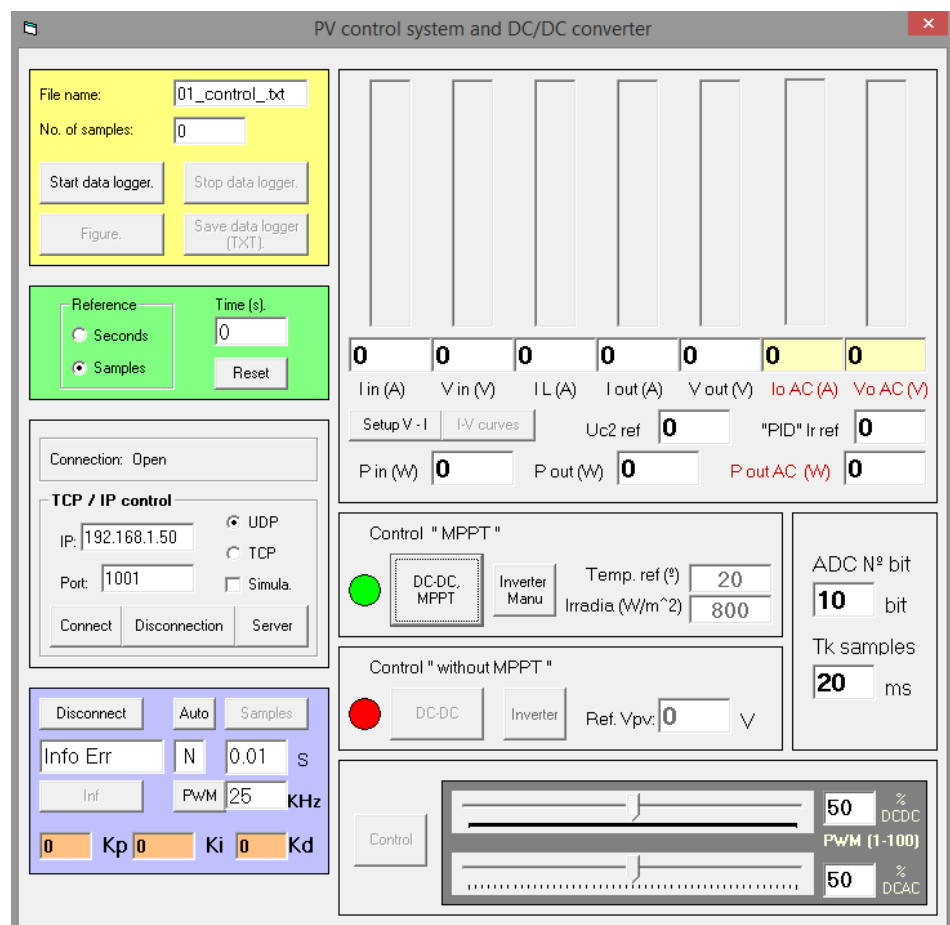 PV control system and DC/DC converter
×
File name: 01_control_.txt
No. of samples: 0
Start data logger. Stop data logger.
Figure. Save data logger
(TXT).
Reference
Seconds
Samples
Time (s).
0
Reset
Connection: Open
TCP / IP control
IP: 192.168.1.50
UDP
TCP
Port: 1001
Simula.
Connect Disconnection Server
Disconnect Auto Samples
Info Err N 0.01 S
Inf PWM 25 KHz
0 Kp 0 Ki 0 Kd
0 0 0 0 0 0 0
I in (A) V in (V) I L (A) I out (A) V out (V) Io AC (A) Vo AC (V)
Setup V - I I-V curves Uc2 ref 0 "PID" Ir ref 0
P in (W) 0 P out (W) 0 P out AC (W) 0
Control " MPPT "
DC-DC,
MPPT
Inverter
Manu
Temp. ref (º) 20
Irradia (W/m^2) 800
Control " without MPPT "
DC-DC Inverter Ref. Vpv: 0 V
ADC Nº bit
10 bit
Tk samples
20 ms
Control
50 %
DCDC
PWM (1-100)
50 %
DCAC